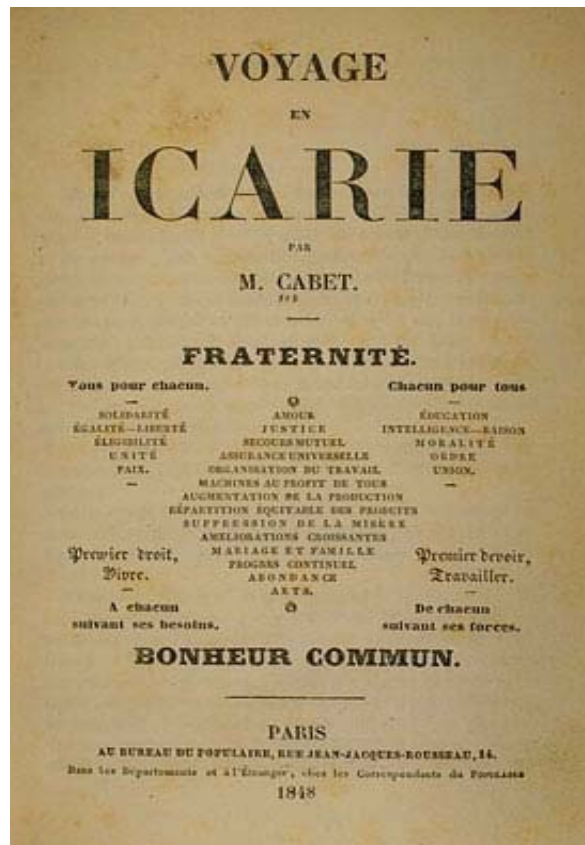 VOYAGE
EN
ICARIE
PAR
M. CABET.
FRATERNITÉ.
Tous pour chacun.
SOLIDARITÉ
ÉGALITÉ—LIBERTÉ
ÉLIGIBILITÉ
UNITÉ
PAIX.
Premier droit,
Vivre.
A chacun
suivant ses besoins.
AMOUR
JUSTICE
SECOURS MUTUEL
ASSURANCE UNIVERSELLE
ORGANISATION DU TRAVAIL
MACHINES AU PROFIT DE TOUS
AUGMENTATION DE LA PRODUCTION
RÉPARTITION ÉQUITABLE DES PRODUITS
SUPPRESSION DE LA MISÈRE
AMÉLIORATIONS CROISSANTES
MARIAGE ET FAMILLE
PROGRÈS CONTINUEL
ABONDANCE
ARTS.
Chacun pour tous
ÉDUCATION
INTELLIGENCE—RAISON
MORALITÉ
ORDRE
UNION.
Premier devoir,
Travailler.
De chacun
suivant ses forces.
BONHEUR COMMUN.
PARIS
AU BUREAU DU POPULAIRE, RUE JEAN-JACQUES-ROUSSEAU, 14.
Dans les Départements et à l'Étranger, chez les Correspondants du POPULAIRE
1848